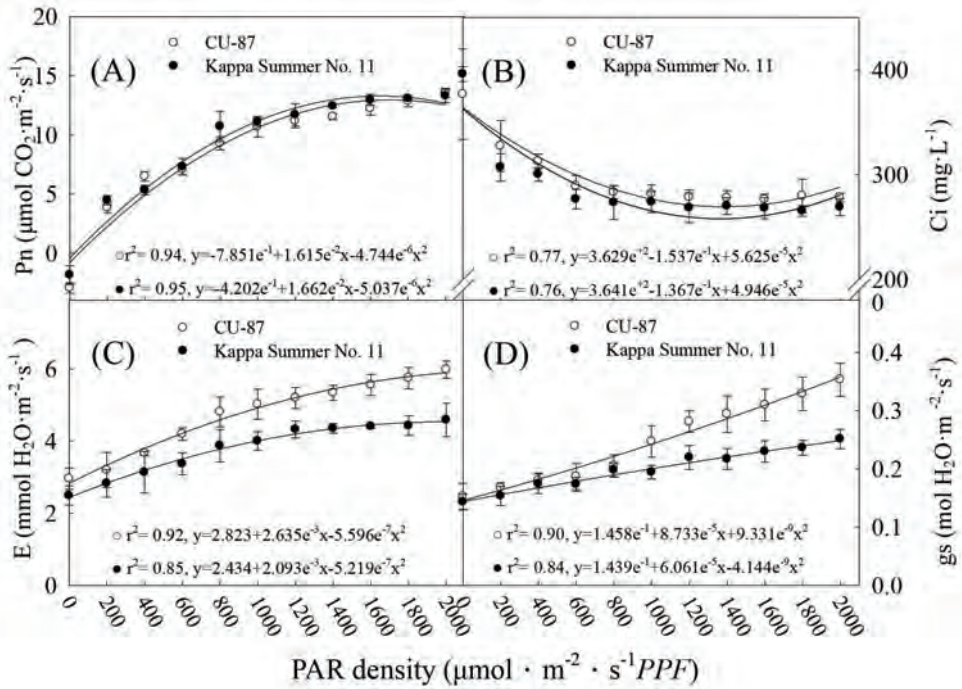 20
15
10
5
0
Pn (μmol CO₂·m⁻²·s⁻¹)
(A)
CU-87
Kappa Summer No. 11
r²= 0.94, y=-7.851e⁻¹+1.615e⁻²x-4.744e⁻⁶x²
r²= 0.95, y=-4.202e⁻¹+1.662e⁻²x-5.037e⁻⁶x²
CU-87
Kappa Summer No. 11
(B)
400
300
200
0
Ci (mg·L⁻¹)
r²= 0.77, y=3.629e⁺²-1.537e⁻¹x+5.625e⁻⁵x²
r²= 0.76, y=3.641e⁺²-1.367e⁻¹x+4.946e⁻⁵x²
6
4
2
0
E (mmol H₂O·m⁻²·s⁻¹)
(C)
CU-87
Kappa Summer No. 11
r²= 0.92, y=2.823+2.635e⁻³x-5.596e⁻⁷x²
r²= 0.85, y=2.434+2.093e⁻³x-5.219e⁻⁷x²
CU-87
Kappa Summer No. 11
(D)
0.4
0.3
0.2
0.1
0.0
gs (mol H₂O·m⁻²·s⁻¹)
r²= 0.90, y=1.458e⁻¹+8.733e⁻⁵x+9.331e⁻⁹x²
r²= 0.84, y=1.439e⁻¹+6.061e⁻⁵x-4.144e⁻⁹x²
0 200 400 600 800 1000 1200 1400 1600 1800 200 200 400 600 800 1000 1200 1400 1600 1800 2000
PAR density (μmol · m⁻² · s⁻¹PPF)